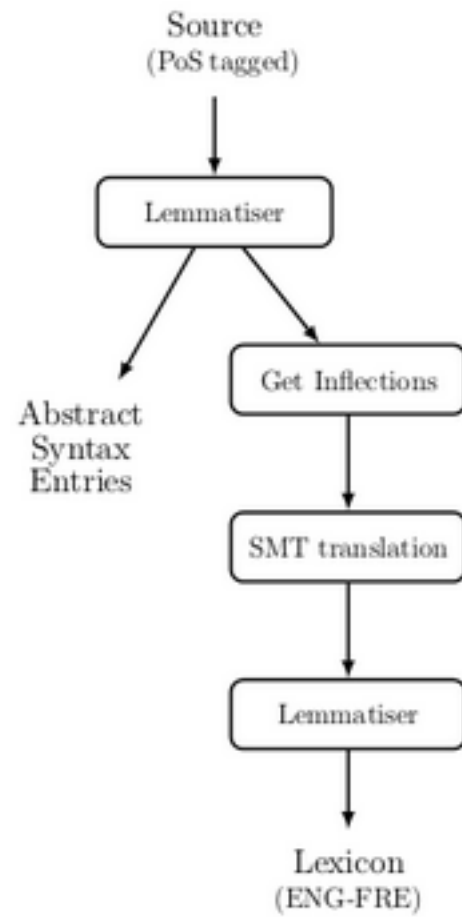 Source
(PoS tagged)
Lemmatiser
Get Inflections
Abstract
Syntax
Entries
SMT translation
Lemmatiser
Lexicon
(ENG-FRE)